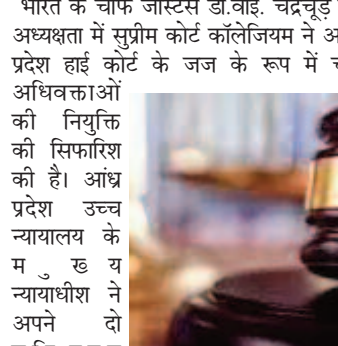 भारत के चीफ जस्टिस डी.वाई. चंद्रचूड़
अध्यक्षता में सुप्रीम कोर्ट कॉलेजियम ने
प्रदेश हाई कोर्ट के जज के रूप में
अधिवक्ताओं
की नियुक्ति
की सिफारिश
की है। आंध्र
प्रदेश उच्च
न्यायालय के
म ु ख य
न्यायाधीश ने
अपने दो